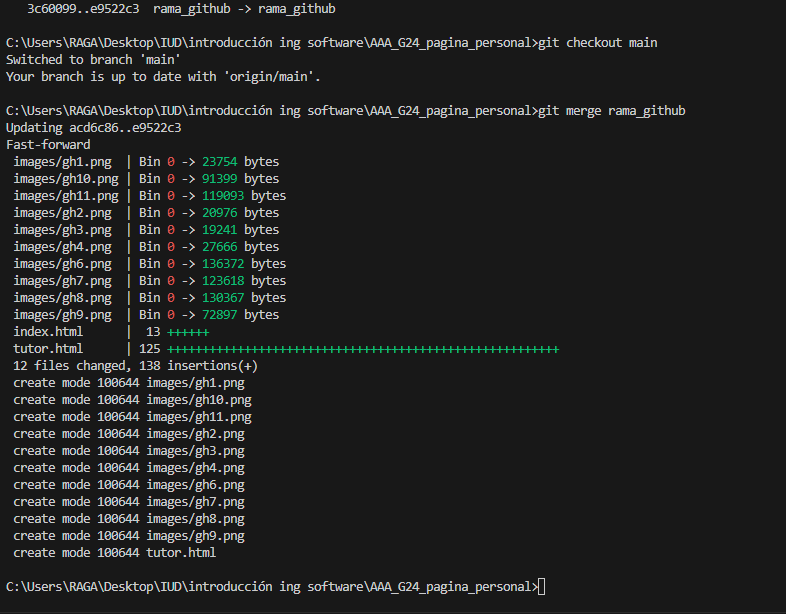 3c60099..e9522c3  rama_github -> rama_github
C:\Users\RAGA\Desktop\IUD\introducción ing software\AAA_G24_pagina_personal>git checkout main
Switched to branch 'main'
Your branch is up to date with 'origin/main'.
C:\Users\RAGA\Desktop\IUD\introducción ing software\AAA_G24_pagina_personal>git merge rama_github
Updating acd6c86..e9522c3
Fast-forward
 images/gh1.png  | Bin 0 -> 23754 bytes
 images/gh10.png | Bin 0 -> 91399 bytes
 images/gh11.png | Bin 0 -> 119093 bytes
 images/gh2.png  | Bin 0 -> 20976 bytes
 images/gh3.png  | Bin 0 -> 19241 bytes
 images/gh4.png  | Bin 0 -> 27666 bytes
 images/gh6.png  | Bin 0 -> 136372 bytes
 images/gh7.png  | Bin 0 -> 123618 bytes
 images/gh8.png  | Bin 0 -> 130367 bytes
 images/gh9.png  | Bin 0 -> 72897 bytes
 index.html      |  13 ++++++
 tutor.html      | 125 ++++++++++++++++++++++++++++++++++++++++++++++++++++++++
 12 files changed, 138 insertions(+)
 create mode 100644 images/gh1.png
 create mode 100644 images/gh10.png
 create mode 100644 images/gh11.png
 create mode 100644 images/gh2.png
 create mode 100644 images/gh3.png
 create mode 100644 images/gh4.png
 create mode 100644 images/gh6.png
 create mode 100644 images/gh7.png
 create mode 100644 images/gh8.png
 create mode 100644 images/gh9.png
 create mode 100644 tutor.html
C:\Users\RAGA\Desktop\IUD\introducción ing software\AAA_G24_pagina_personal>